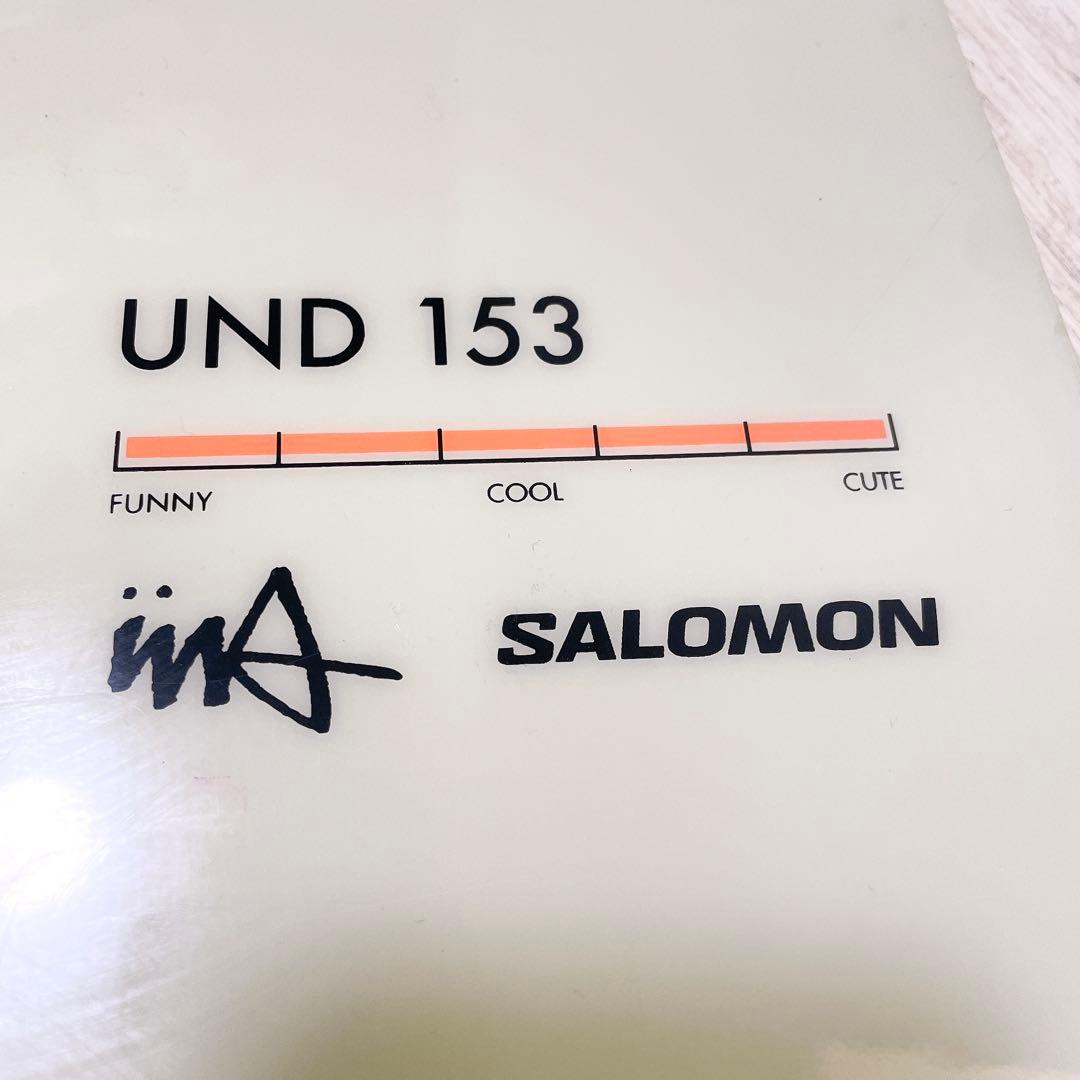 UND 153
FUNNY COOL CUTE
SALOMON